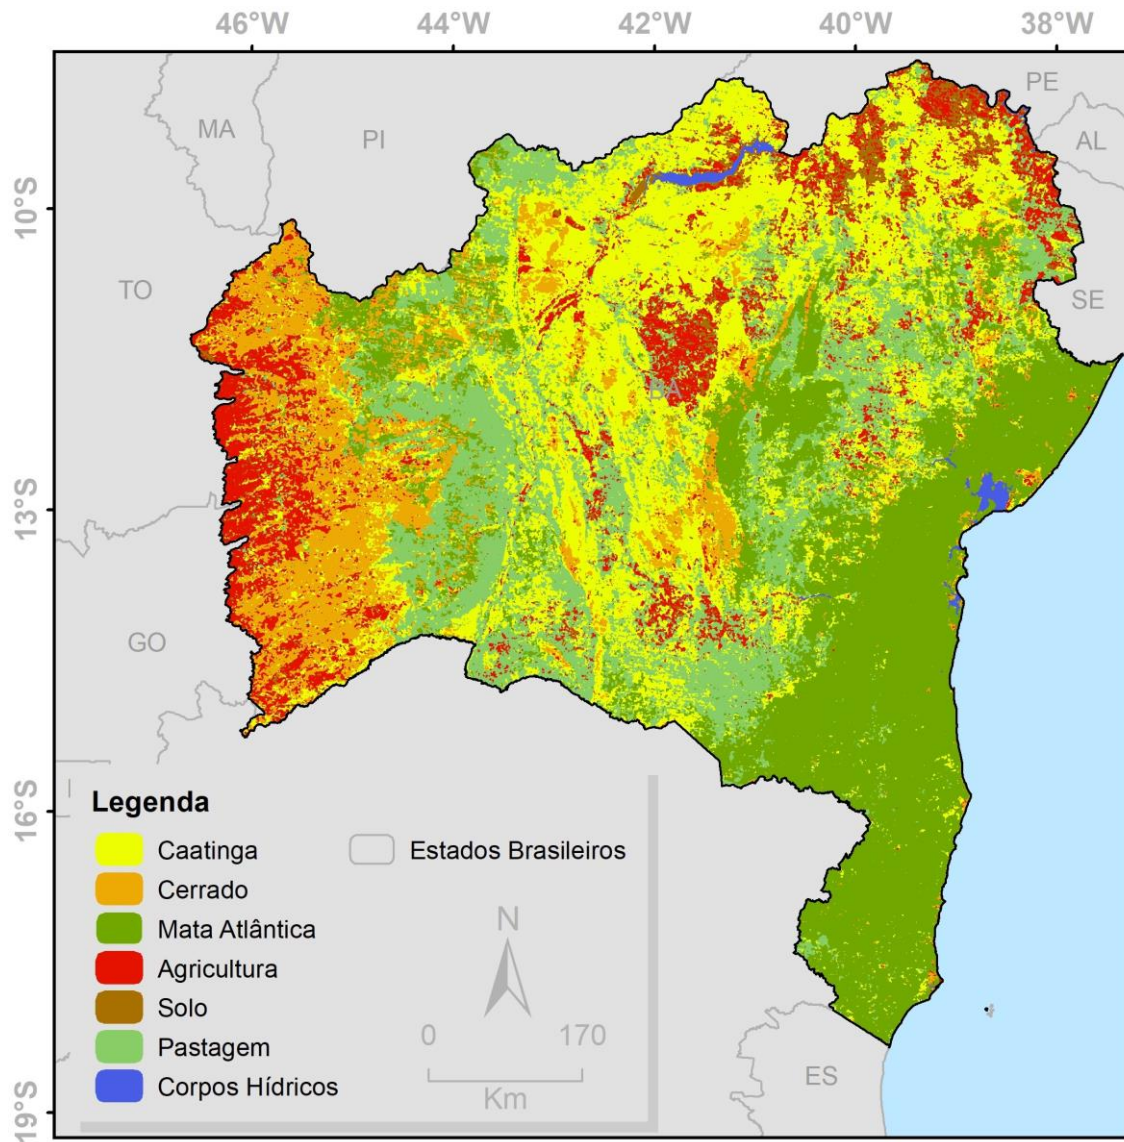 46°W 44°W 42°W 40°W 38°W
PE
MA
PI
AL
10°S
TO
SE
BA
13°S
GO
16°S
Legenda
Caatinga
Estados Brasileiros
Cerrado
Mata Atlântica
N
Agricultura
Solo
0 170
Pastagem
ES
Corpos Hídricos
Km
19°S